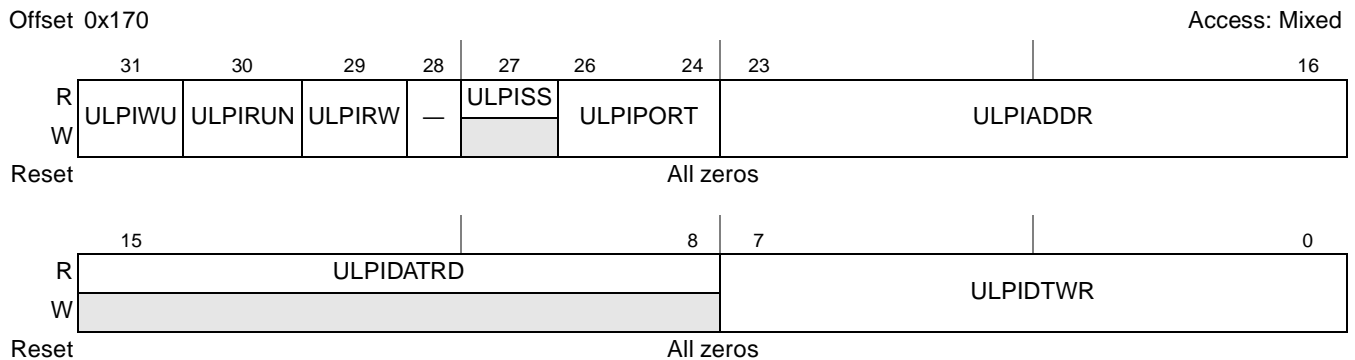 Offset 0x170 Access: Mixed
31 30 29 28 27 26 24 23 16
R ULPIWU ULPIRUN ULPIRW — ULPISS ULPIPORT ULPIADDR
W
Reset All zeros
15 8 7 0
R ULPIDATRD ULPIDTWR
W
Reset All zeros